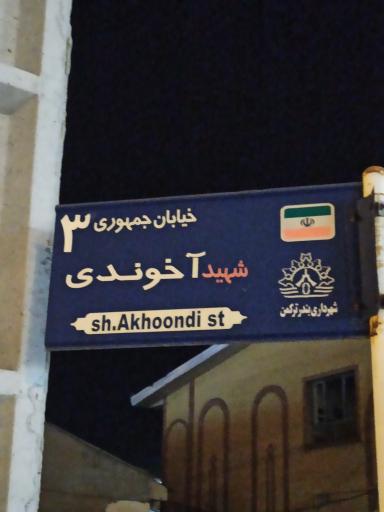 خیابان جمهوری ۳
شهید آخوندی
sh.Akhoondi st
شهرداری بندرترکمن